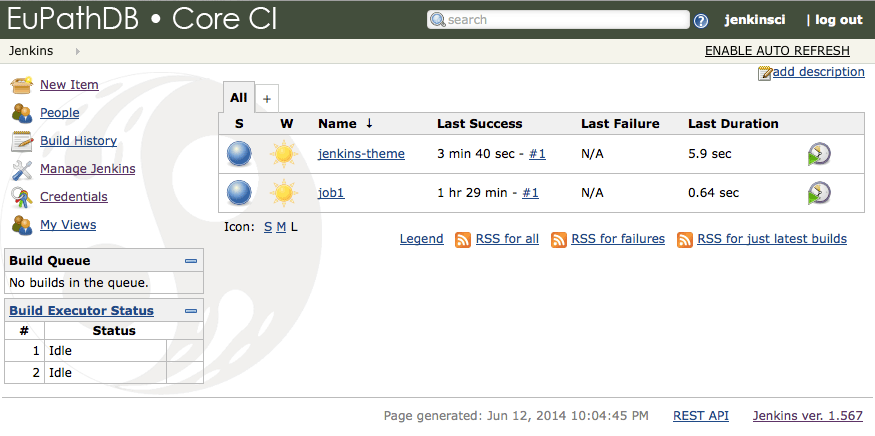 EuPathDB • Core CI
search
jenkinsci | log out
Jenkins
ENABLE AUTO REFRESH
add description
New Item
People
Build History
Manage Jenkins
Credentials
My Views
All +
S W Name ↓ Last Success Last Failure Last Duration
jenkins-theme 3 min 40 sec - #1 N/A 5.9 sec
job1 1 hr 29 min - #1 N/A 0.64 sec
Icon: S M L
Legend RSS for all RSS for failures RSS for just latest builds
Build Queue
No builds in the queue.
Build Executor Status
# Status
1 Idle
2 Idle
Page generated: Jun 12, 2014 10:04:45 PM REST API Jenkins ver. 1.567